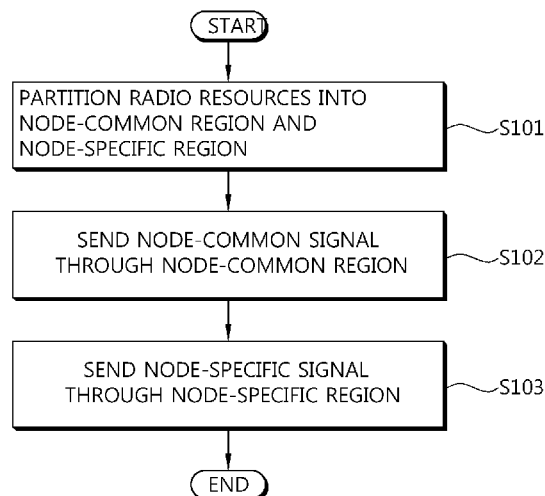 START
PARTITION RADIO RESOURCES INTO
NODE-COMMON REGION AND
NODE-SPECIFIC REGION
S101
SEND NODE-COMMON SIGNAL
THROUGH NODE-COMMON REGION
S102
SEND NODE-SPECIFIC SIGNAL
THROUGH NODE-SPECIFIC REGION
S103
END